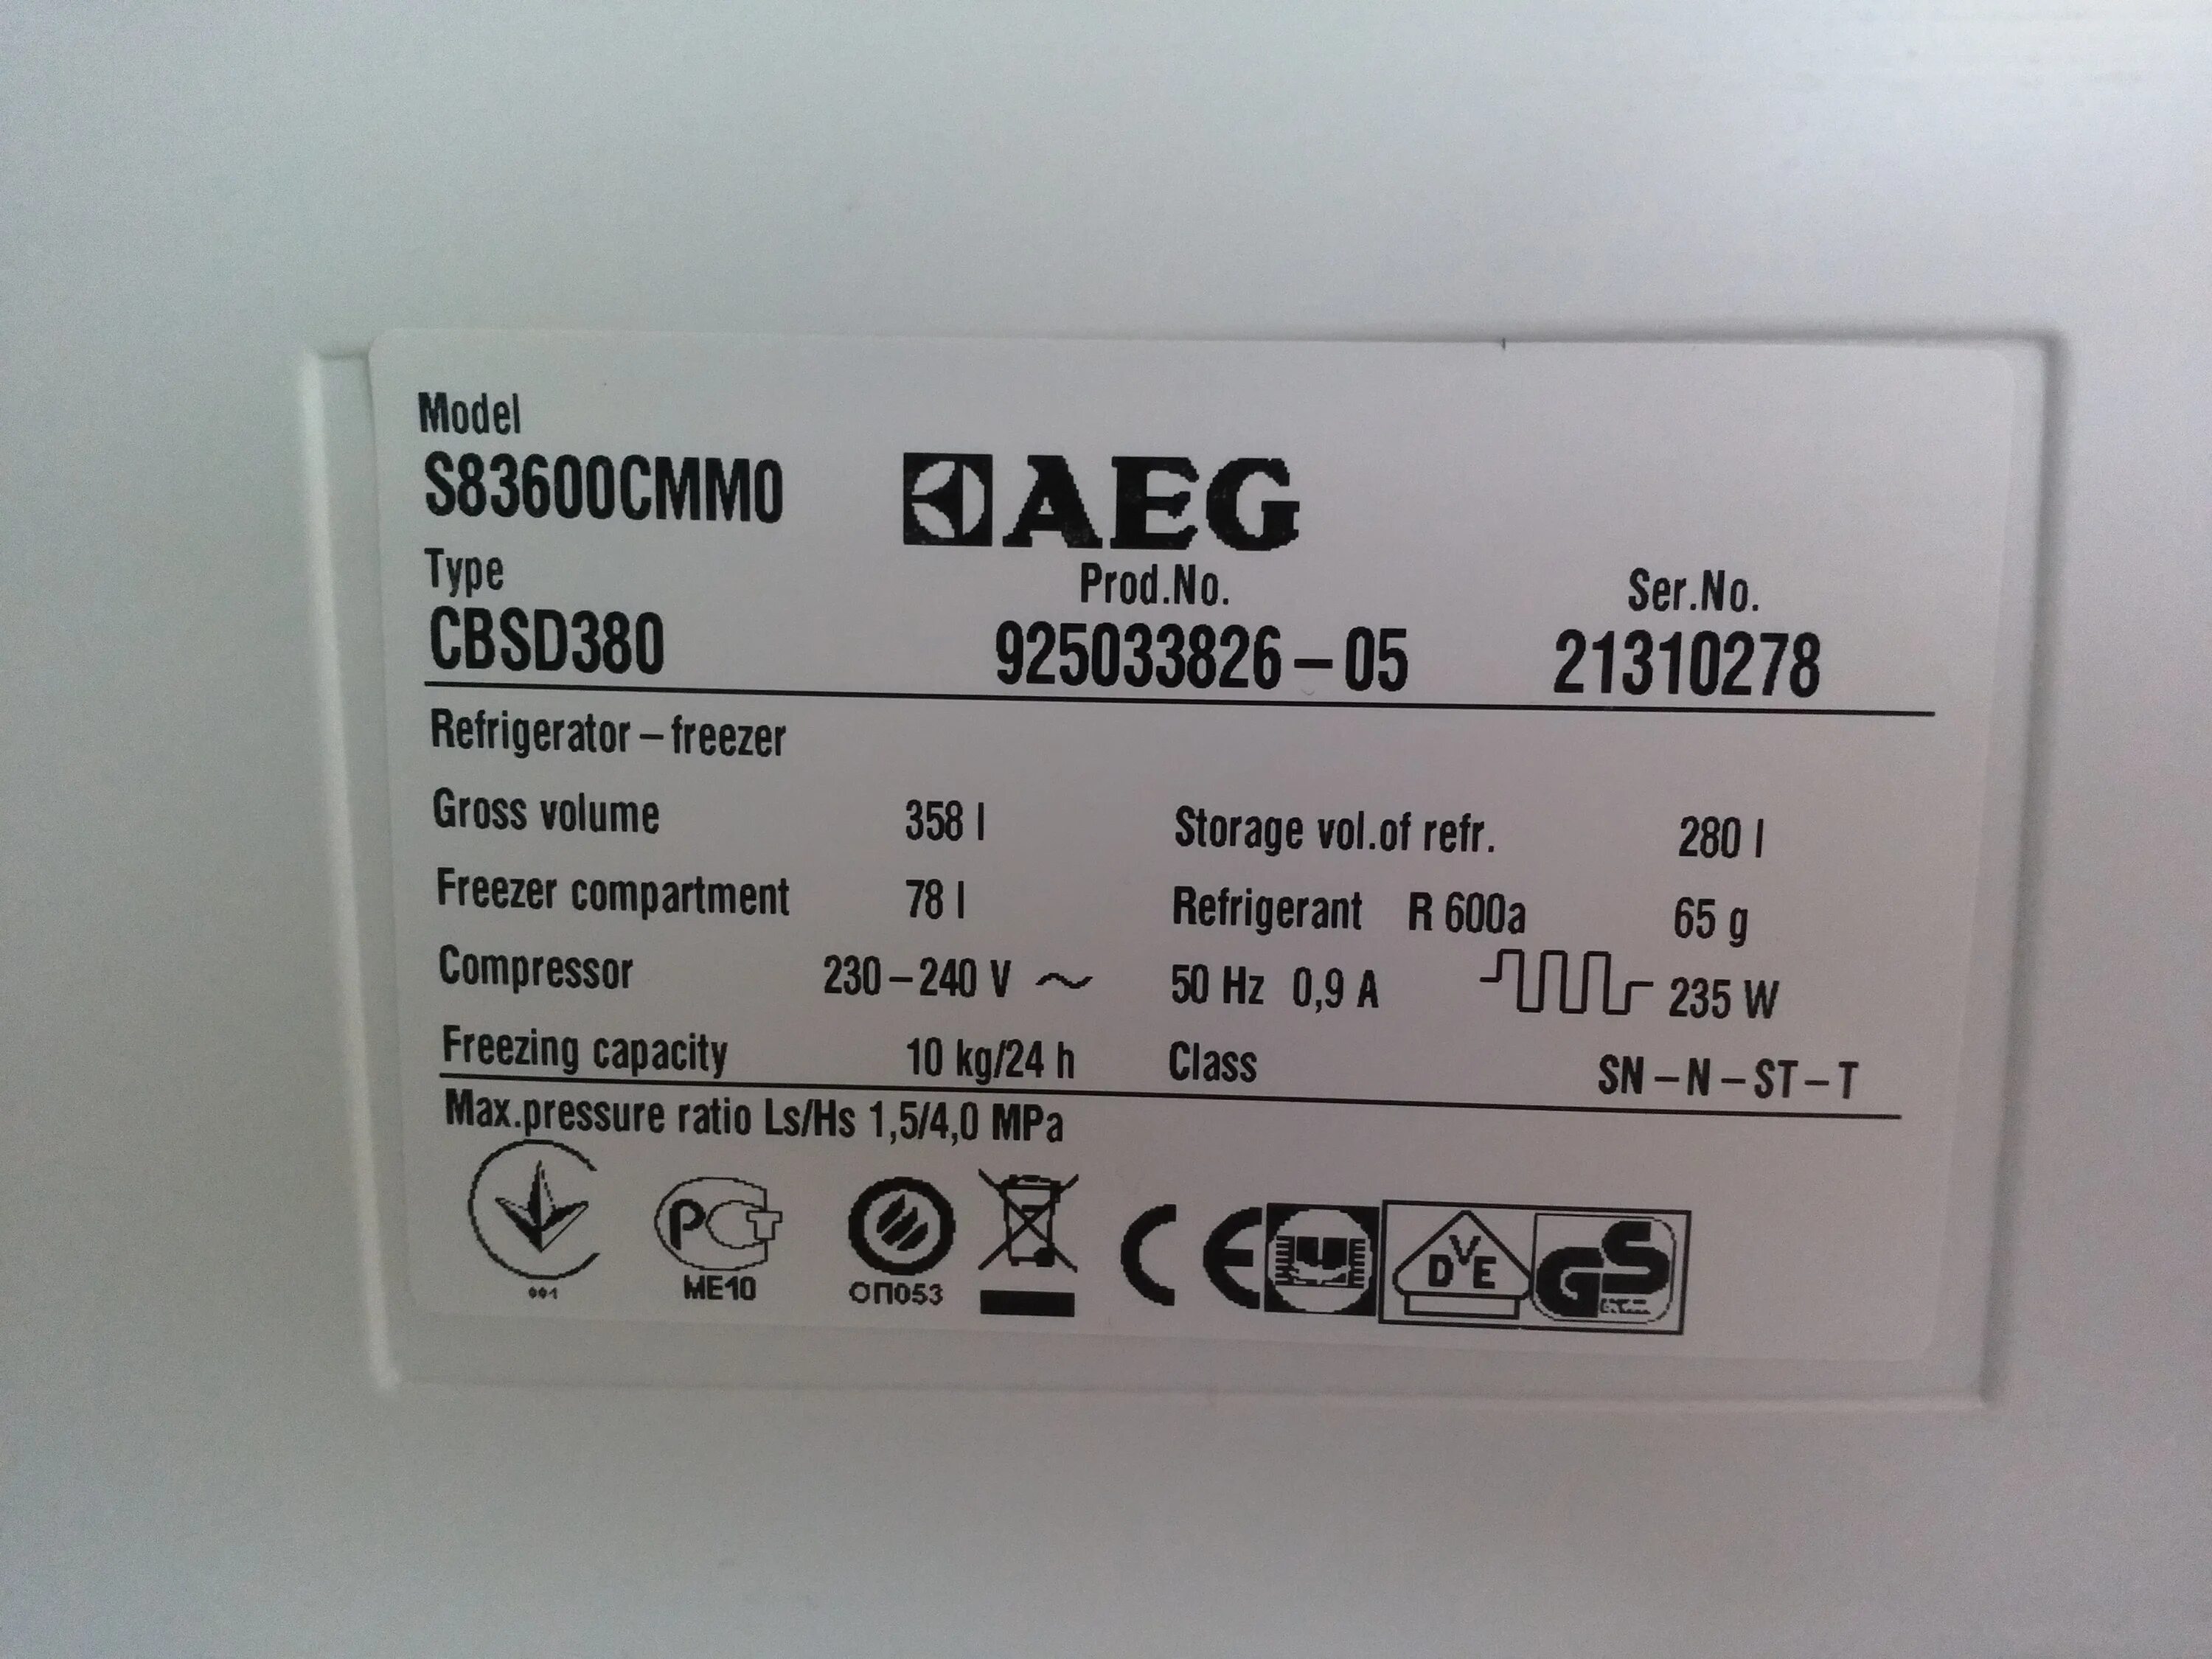 Model
S83600CMM0
AEG
Type
Prod.No.
Ser.No.
CBSD380
925033826–05
21310278
Refrigerator–freezer
Gross volume 358 l Storage vol.of refr. 280 l
Freezer compartment 78 l Refrigerant R 600a 65 g
Compressor 230–240 V ~ 50 Hz 0,9 A 235 W
Freezing capacity 10 kg/24 h Class SN–N–ST–T
Max.pressure ratio Ls/Hs 1,5/4,0 MPa
РСТ
CE
DVE
GS
001
ME10
ОП053